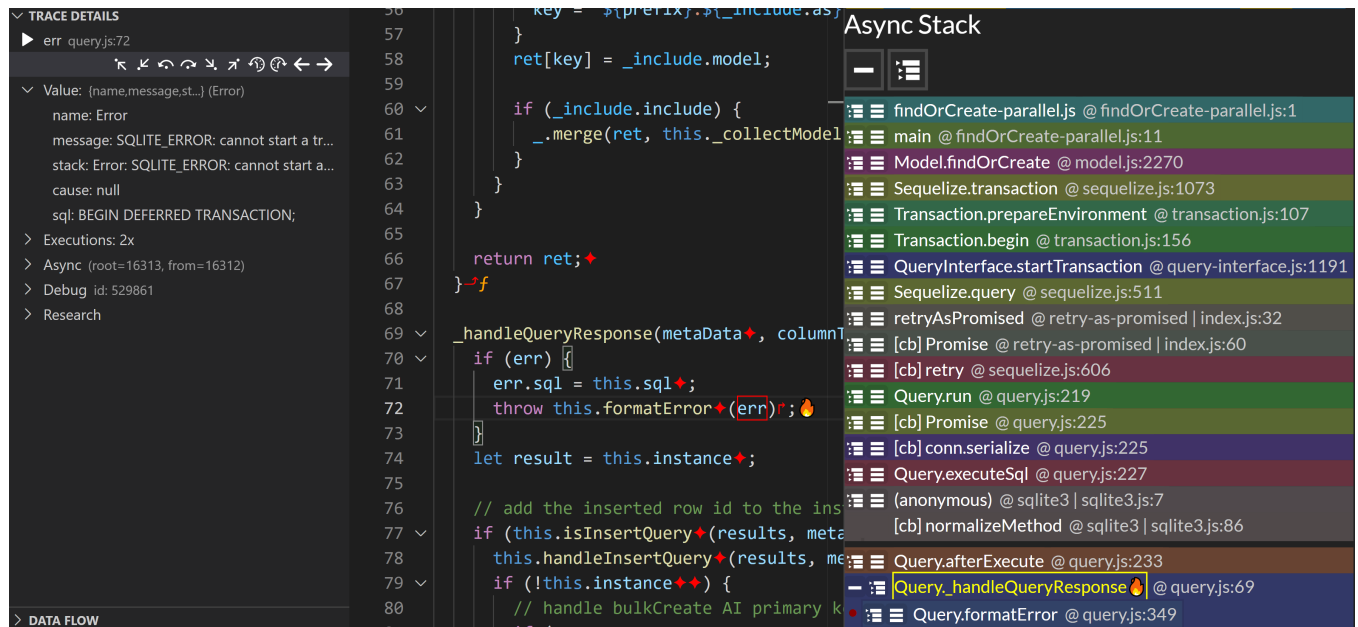 TRACE DETAILS
err query.js:72
Value: {name,message,st...} (Error)
name: Error
message: SQLITE_ERROR: cannot start a tr...
stack: Error: SQLITE_ERROR: cannot start a...
cause: null
sql: BEGIN DEFERRED TRANSACTION;
Executions: 2x
Async (root=16313, from=16312)
Debug id: 529861
Research
DATA FLOW
56 key = `${prefix}.${_include.as}
57 }
58 ret[key] = _include.model;
59
60 if (_include.include) {
61 _.merge(ret, this._collectModel
62 }
63 }
64 }
65
66 return ret;
67 } ƒ
68
69 _handleQueryResponse(metaData, columnT
70 if (err) {
71 err.sql = this.sql;
72 throw this.formatError(err);
73 }
74 let result = this.instance;
75
76 // add the inserted row id to the ins
77 if (this.isInsertQuery(results, meta
78 this.handleInsertQuery(results, me
79 if (!this.instance) {
80 // handle bulkCreate AI primary k
Async Stack
findOrCreate-parallel.js @ findOrCreate-parallel.js:1
main @ findOrCreate-parallel.js:11
Model.findOrCreate @ model.js:2270
Sequelize.transaction @ sequelize.js:1073
Transaction.prepareEnvironment @ transaction.js:107
Transaction.begin @ transaction.js:156
QueryInterface.startTransaction @ query-interface.js:1191
Sequelize.query @ sequelize.js:511
retryAsPromised @ retry-as-promised | index.js:32
[cb] Promise @ retry-as-promised | index.js:60
[cb] retry @ sequelize.js:606
Query.run @ query.js:219
[cb] Promise @ query.js:225
[cb] conn.serialize @ query.js:225
Query.executeSql @ query.js:227
(anonymous) @ sqlite3 | sqlite3.js:7
[cb] normalizeMethod @ sqlite3 | sqlite3.js:86
Query.afterExecute @ query.js:233
Query._handleQueryResponse🔥 @ query.js:69
Query.formatError @ query.js:349